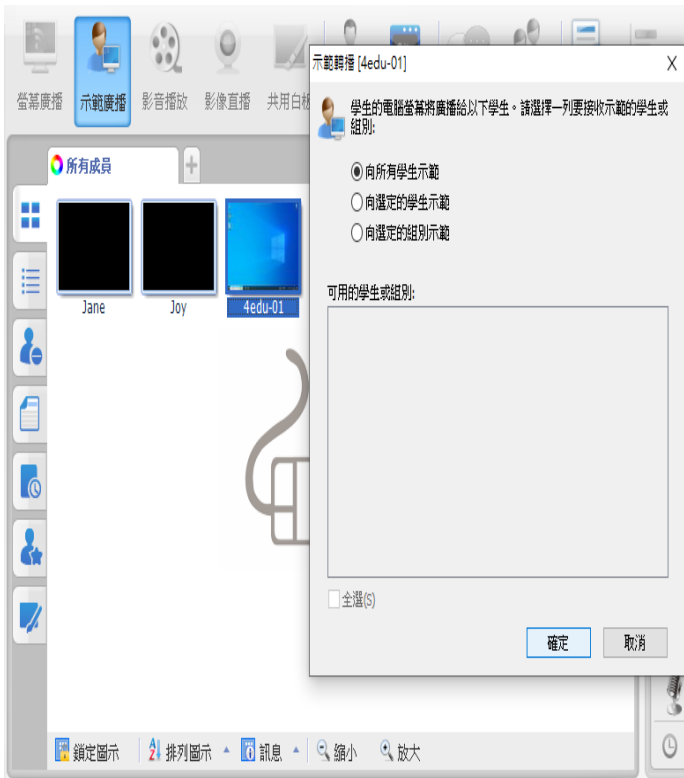 螢幕廣播
示範廣播
影音播放
影像直播
共用白板
示範轉播 [4edu-01]
學生的電腦螢幕將廣播給以下學生。請選擇一列要接收示範的學生或
組別:
向所有學生示範
向選定的學生示範
向選定的組別示範
可用的學生或組別:
全選(S)
確定
取消
所有成員
Jane
Joy
4edu-01
鎖定圖示
排列圖示
訊息
縮小
放大